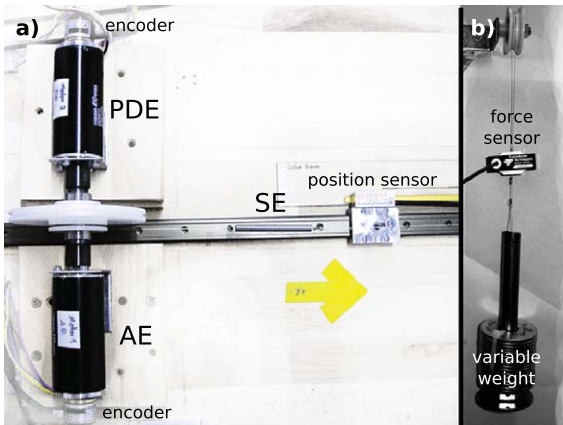 a)
encoder
PDE
SE
position sensor
AE
encoder
b)
force
sensor
variable
weight